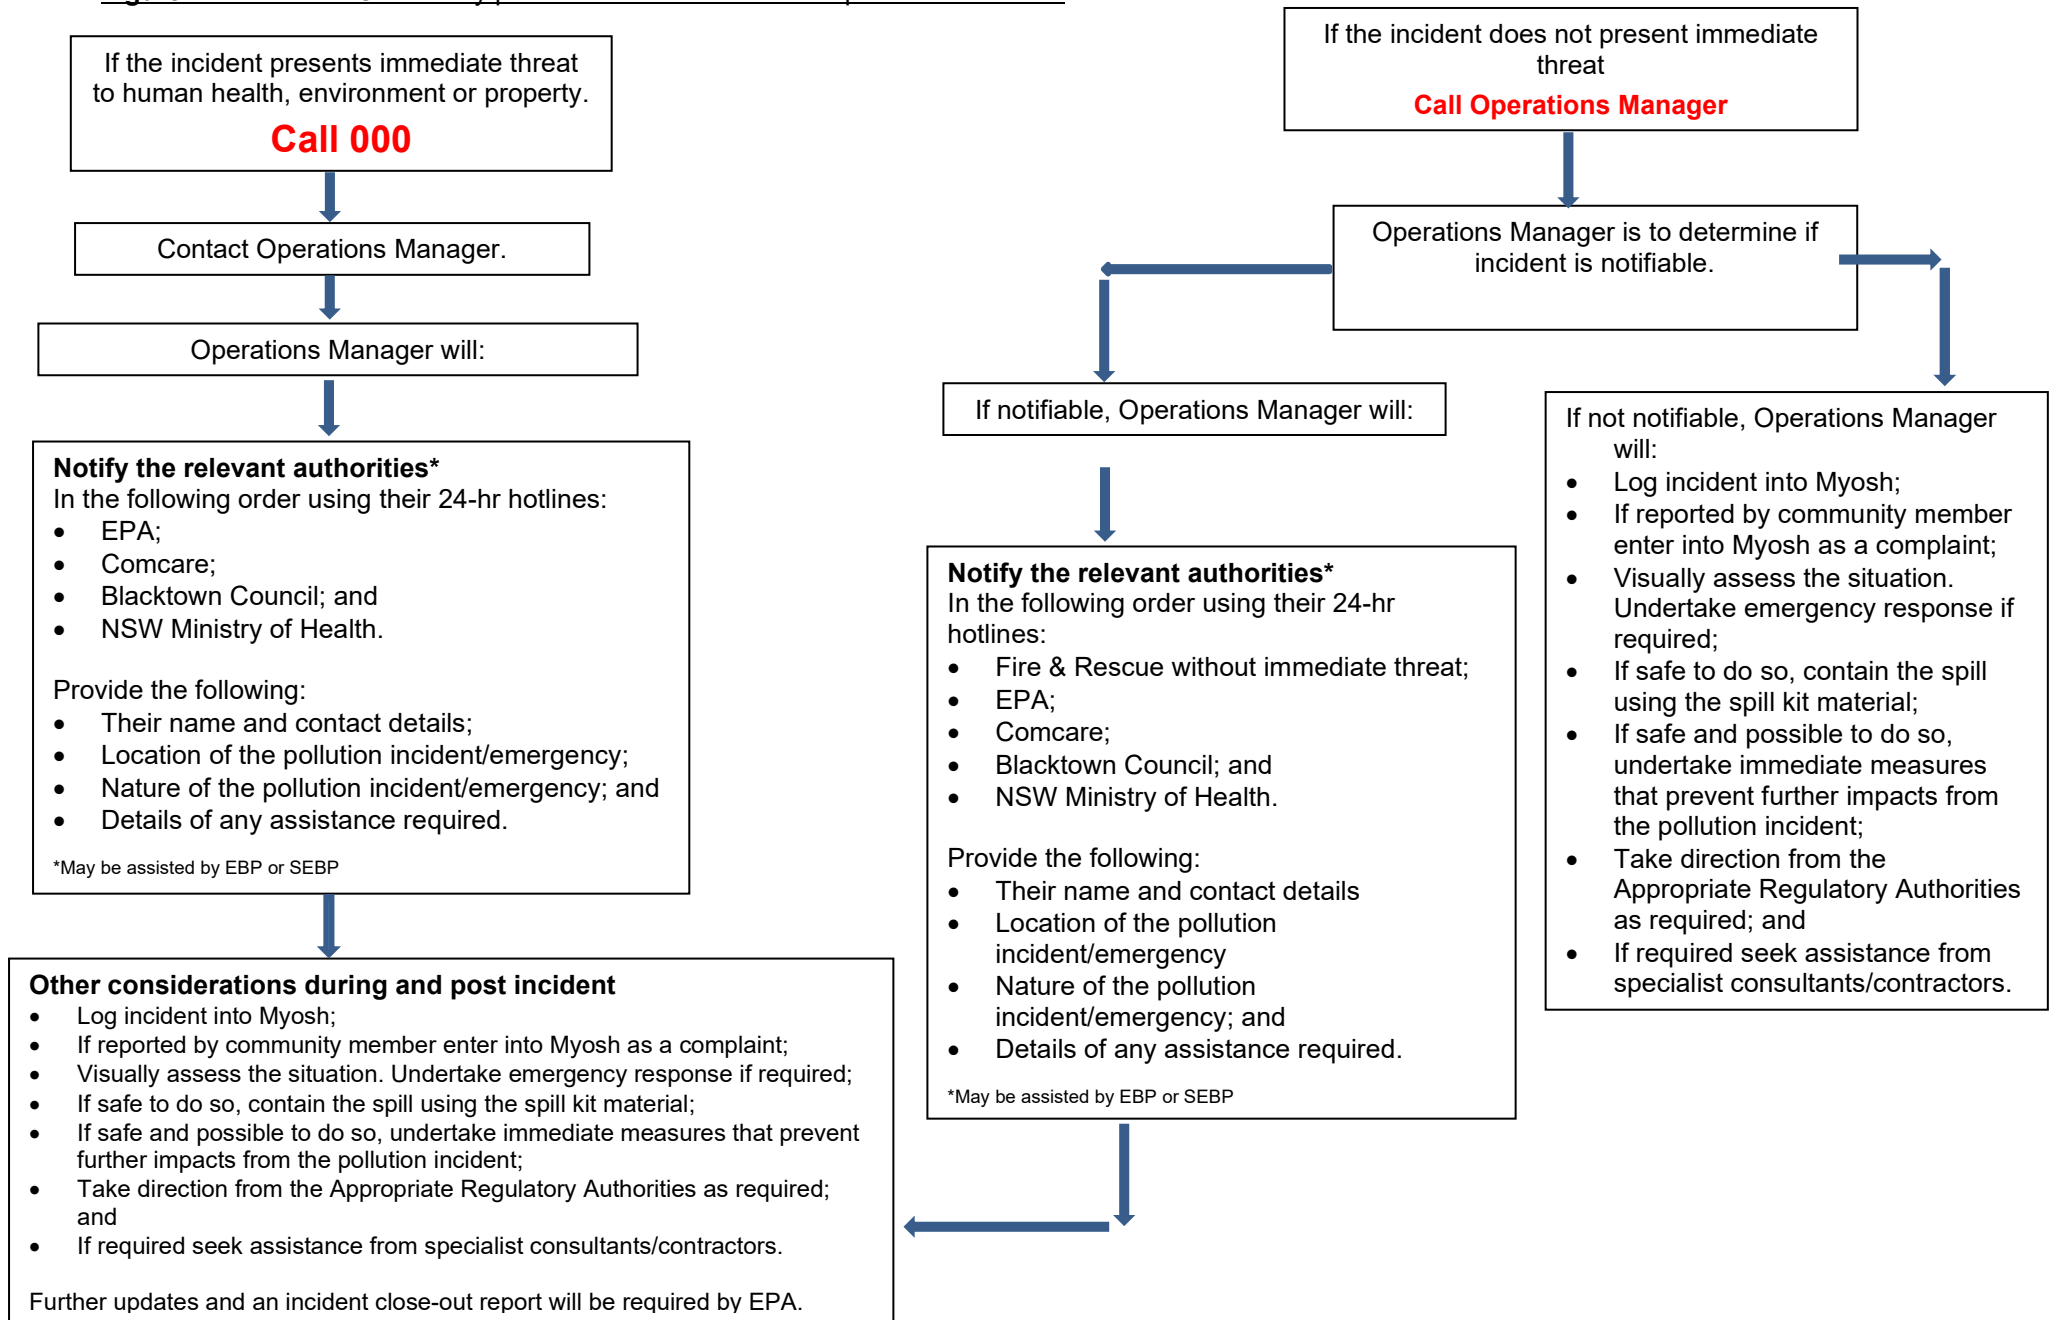 If the incident presents immediate threat
to human health, environment or property.
Call 000
Contact Operations Manager.
Operations Manager will:
Notify the relevant authorities*
In the following order using their 24-hr hotlines:
• EPA;
• Comcare;
• Blacktown Council; and
• NSW Ministry of Health.
Provide the following:
• Their name and contact details;
• Location of the pollution incident/emergency;
• Nature of the pollution incident/emergency; and
• Details of any assistance required.
*May be assisted by EBP or SEBP
Other considerations during and post incident
• Log incident into Myosh;
• If reported by community member enter into Myosh as a complaint;
• Visually assess the situation. Undertake emergency response if required;
• If safe to do so, contain the spill using the spill kit material;
• If safe and possible to do so, undertake immediate measures that prevent
further impacts from the pollution incident;
• Take direction from the Appropriate Regulatory Authorities as required;
and
• If required seek assistance from specialist consultants/contractors.
Further updates and an incident close-out report will be required by EPA.
If the incident does not present immediate
threat
Call Operations Manager
Operations Manager is to determine if
incident is notifiable.
If notifiable, Operations Manager will:
Notify the relevant authorities*
In the following order using their 24-hr
hotlines:
• Fire & Rescue without immediate threat;
• EPA;
• Comcare;
• Blacktown Council; and
• NSW Ministry of Health.
Provide the following:
• Their name and contact details
• Location of the pollution
incident/emergency
• Nature of the pollution
incident/emergency; and
• Details of any assistance required.
*May be assisted by EBP or SEBP
If not notifiable, Operations Manager
will:
• Log incident into Myosh;
• If reported by community member
enter into Myosh as a complaint;
• Visually assess the situation.
Undertake emergency response if
required;
• If safe to do so, contain the spill
using the spill kit material;
• If safe and possible to do so,
undertake immediate measures
that prevent further impacts from
the pollution incident;
• Take direction from the
Appropriate Regulatory Authorities
as required; and
• If required seek assistance from
specialist consultants/contractors.